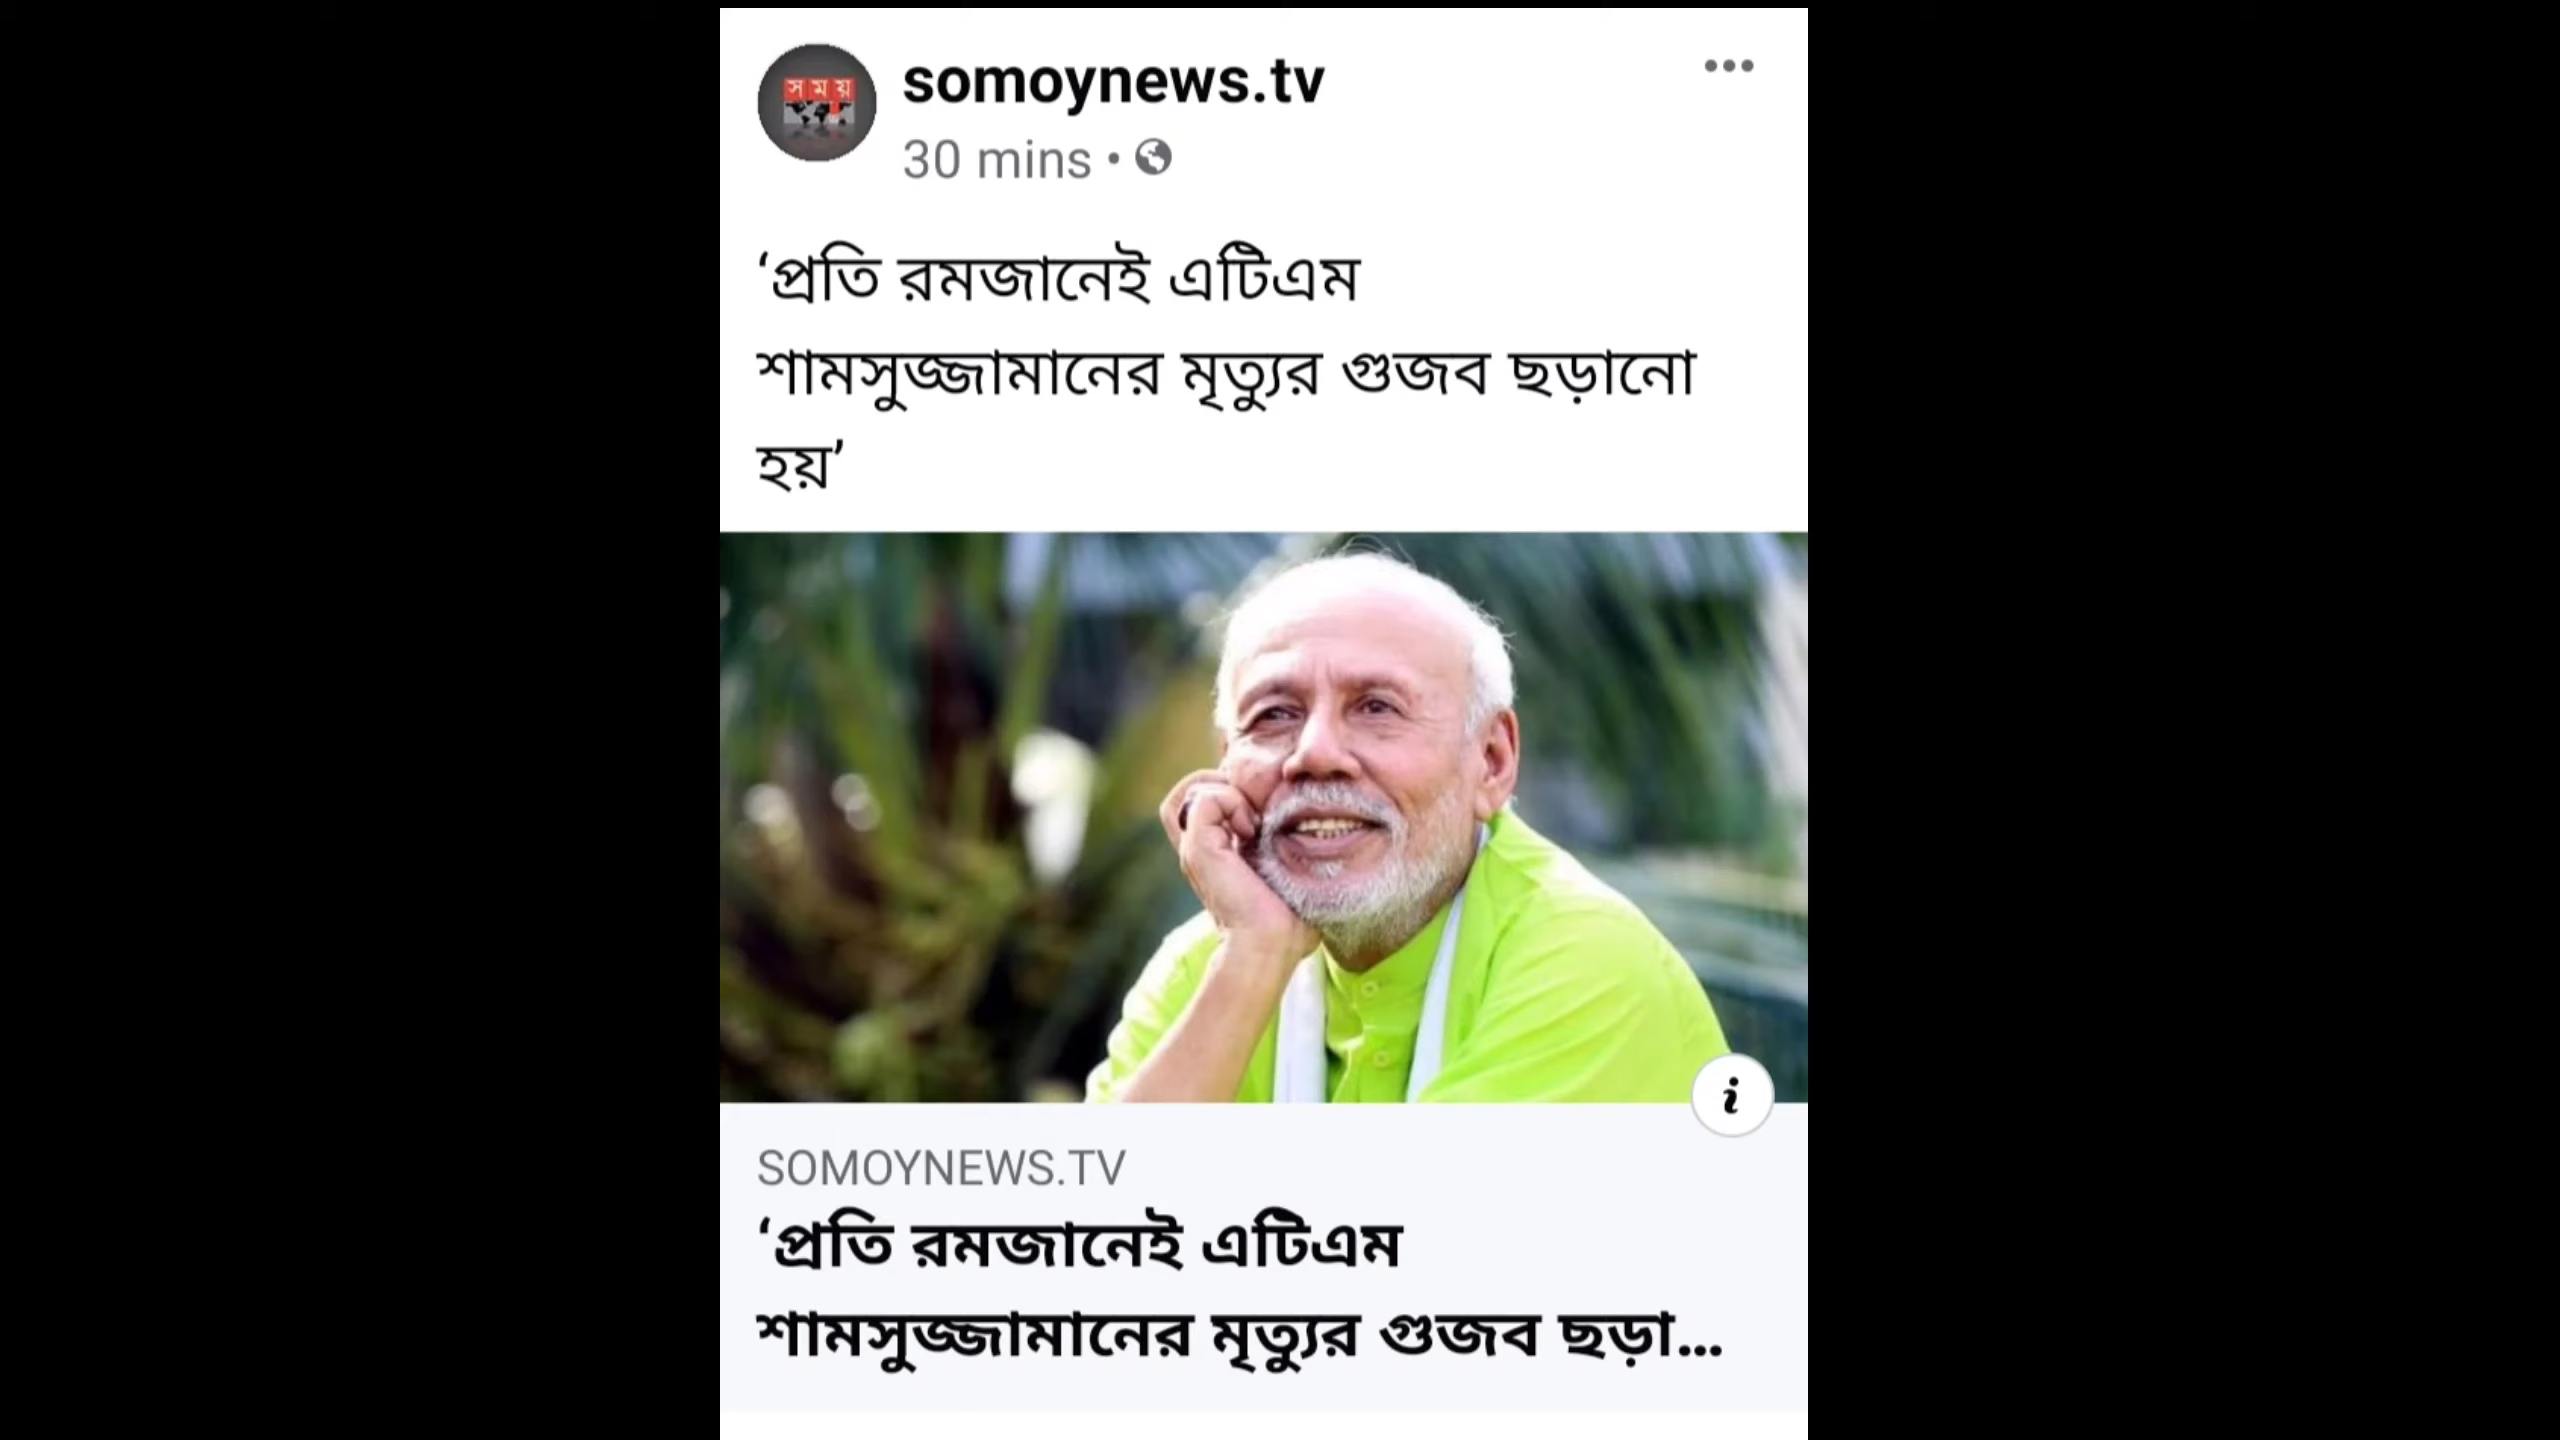 সময়
somoynews.tv
30 mins •
‘প্রতি রমজানেই এটিএম
শামসুজ্জামানের মৃত্যুর গুজব ছড়ানো
হয়’
i
SOMOYNEWS.TV
‘প্রতি রমজানেই এটিএম
শামসুজ্জামানের মৃত্যুর গুজব ছড়া...